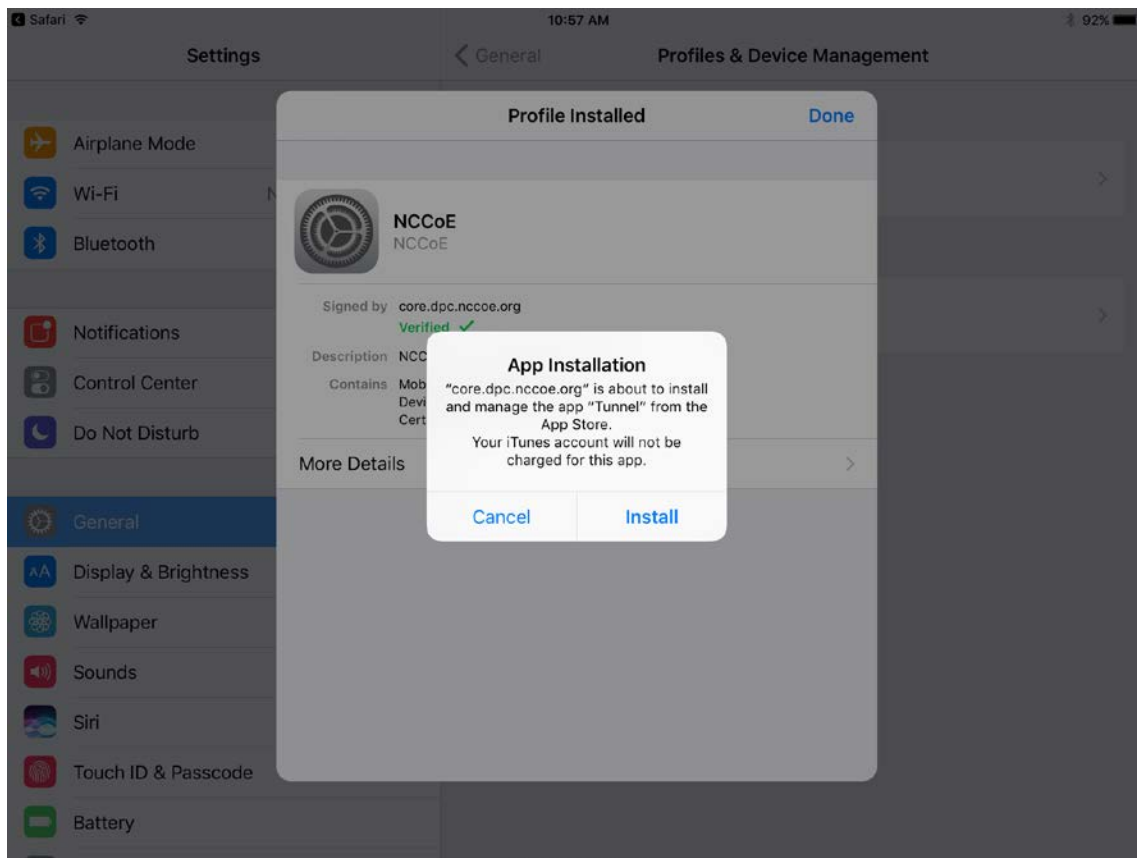 Safari
10:57 AM
92%
Settings
General
Profiles & Device Management
Airplane Mode
Wi-Fi
N
Bluetooth
Notifications
Control Center
Do Not Disturb
General
Display & Brightness
Wallpaper
Sounds
Siri
Touch ID & Passcode
Battery
Profile Installed
Done
NCCoE
NCCoE
Signed by core.dpc.nccoe.org
Verified
Description NCC
Contains Mob
Devi
Cert
More Details
App Installation
"core.dpc.nccoe.org" is about to install
and manage the app "Tunnel" from the
App Store.
Your iTunes account will not be
charged for this app.
Cancel
Install